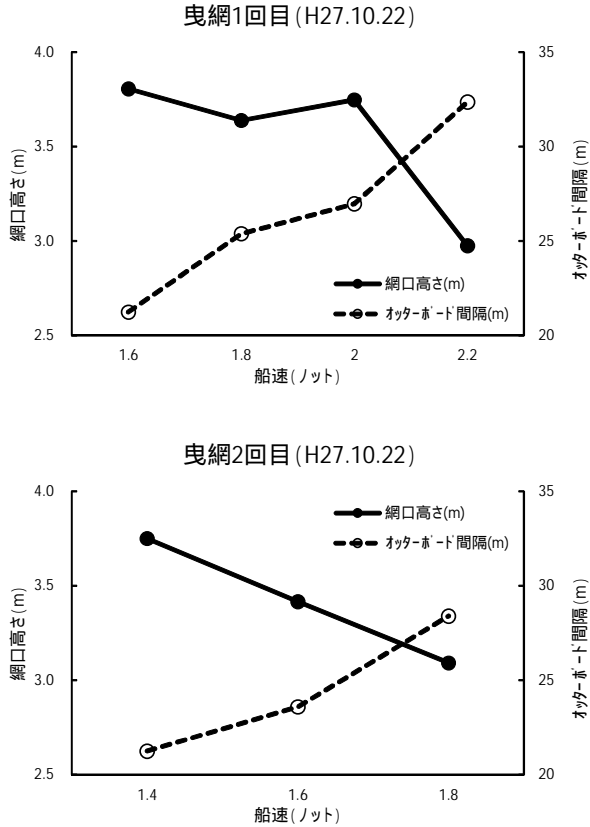 曳網1回目(H27.10.22)
4.0
3.5
3.0
2.5
網口高さ(m)
35
30
25
20
ｵｯﾀｰﾎﾞｰﾄﾞ間隔(m)
網口高さ(m)
ｵｯﾀｰﾎﾞｰﾄﾞ間隔(m)
1.6 1.8 2 2.2
船速(ノット)
曳網2回目(H27.10.22)
4.0
3.5
3.0
2.5
網口高さ(m)
35
30
25
20
ｵｯﾀｰﾎﾞｰﾄﾞ間隔(m)
網口高さ(m)
ｵｯﾀｰﾎﾞｰﾄﾞ間隔(m)
1.4 1.6 1.8
船速(ノット)